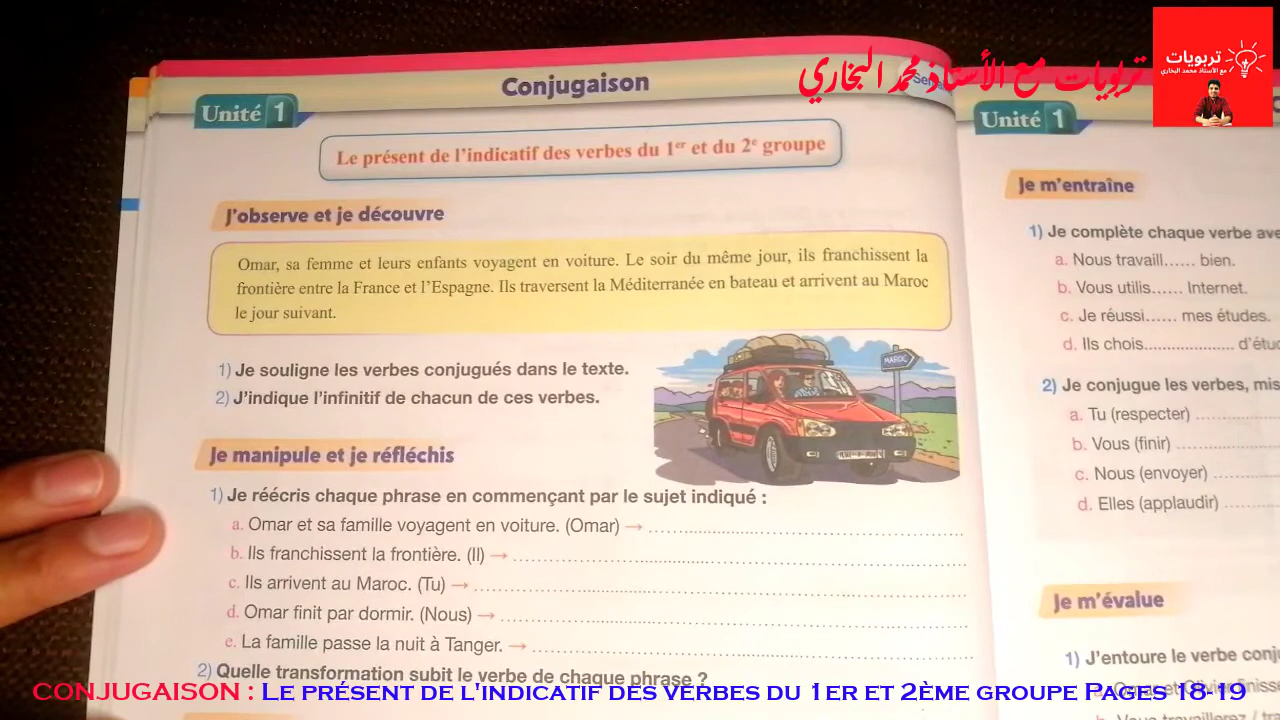 Conjugaison
تربويات مع الأستاذ محمد البخاري
تربويات
مع الأستاذ محمد البخاري
Unité 1
Le présent de l'indicatif des verbes du 1er et du 2e groupe
J'observe et je découvre
Omar, sa femme et leurs enfants voyagent en voiture. Le soir du même jour, ils franchissent la
frontière entre la France et l'Espagne. Ils traversent la Méditerranée en bateau et arrivent au Maroc
le jour suivant.
1) Je souligne les verbes conjugués dans le texte.
2) J'indique l'infinitif de chacun de ces verbes.
MAROC
Je manipule et je réfléchis
1) Je réécris chaque phrase en commençant par le sujet indiqué :
a. Omar et sa famille voyagent en voiture. (Omar) → ..........
b. Ils franchissent la frontière. (Il) → ..........
c. Ils arrivent au Maroc. (Tu) → ..........
d. Omar finit par dormir. (Nous) → ..........
e. La famille passe la nuit à Tanger. → ..........
2) Quelle transformation subit le verbe de chaque phrase ?
Unité 1
Je m'entraîne
1) Je complète chaque verbe ave
a. Nous travaill...... bien.
b. Vous utilis...... Internet.
c. Je réussi...... mes études.
d. Ils chois.................... d'étu
2) Je conjugue les verbes, mis
a. Tu (respecter) ..........
b. Vous (finir) ..........
c. Nous (envoyer) ..........
d. Elles (applaudir) ..........
Je m'évalue
1) J'entoure le verbe conju
CONJUGAISON : Le présent de l'indicatif des verbes du 1er et 2ème groupe Pages 18-19